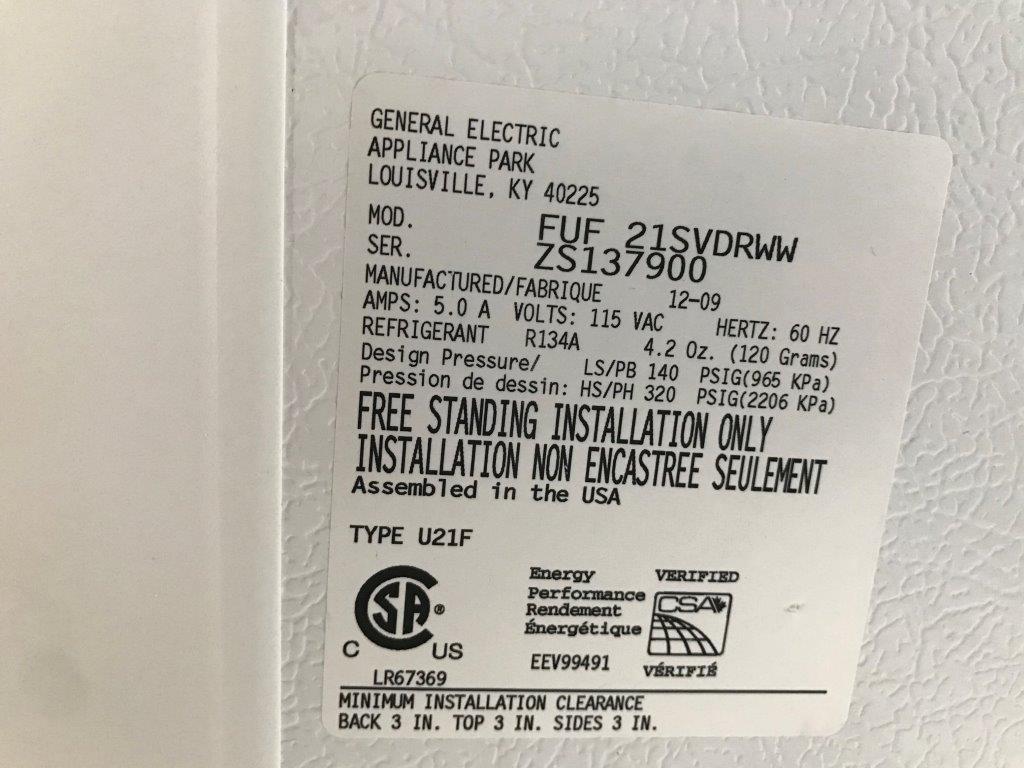 GENERAL ELECTRIC
APPLIANCE PARK
LOUISVILLE, KY 40225
MOD. FUF 21SVDRWW
SER. ZS137900
MANUFACTURED/FABRIQUE 12-09
AMPS: 5.0 A VOLTS: 115 VAC HERTZ: 60 HZ
REFRIGERANT R134A 4.2 Oz. (120 Grams)
Design Pressure/ LS/PB 140 PSIG(965 KPa)
Pression de dessin: HS/PH 320 PSIG(2206 KPa)
FREE STANDING INSTALLATION ONLY
INSTALLATION NON ENCASTREE SEULEMENT
Assembled in the USA
TYPE U21F
SA ®
C US
LR67369
Energy
Performance
Rendement
Énergétique
EEV99491
VERIFIED
CSA
VÉRIFIÉ
MINIMUM INSTALLATION CLEARANCE
BACK 3 IN. TOP 3 IN. SIDES 3 IN.